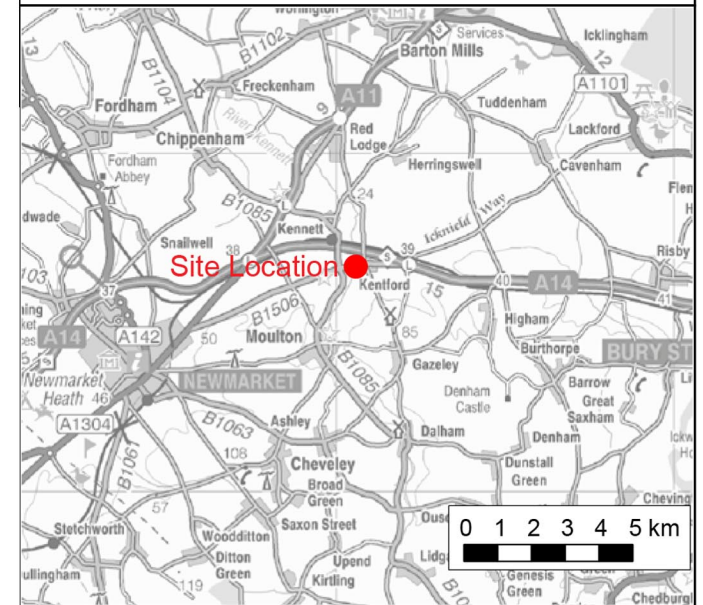 Worlington
Services
Icklingham
13
B1102
Barton Mills
12
B1104
Freckenham
A11
A1101
Fordham
9
Tuddenham
River Kennett
Chippenham
Red
Lodge
Lackford
Herringswell
Cavenham
Fordham
Abbey
24
B1085
L
Icknield Way
Kennett
Snailwell
38
39
S
Risby
Site Location
L
Kentford
37
15
40
A14
41
B1506
A14
A142
50
Moulton
85
Higham
Burthorpe
BURY ST
B1085
Gazeley
Newmarket
Heath
46
NEWMARKET
Denham
Castle
Barrow
Great
Saxham
A1304
B1063
Ashley
Dalham
Denham
B1061
108
Cheveley
Dunstall
Green
Broad
Green
57
Saxon Street
0 1 2 3 4 5 km
Stetchworth
Woodditton
Ditton
Green
Upend
Kirtling
119
Genesis
Green